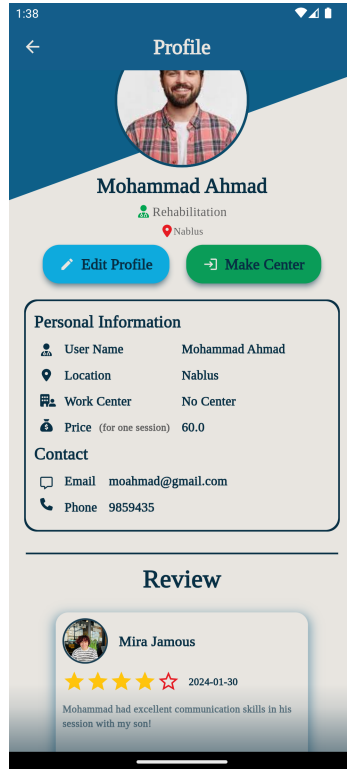 1:38
Profile
Mohammad Ahmad
Rehabilitation
Nablus
Edit Profile
Make Center
Personal Information
User Name Mohammad Ahmad
Location Nablus
Work Center No Center
Price (for one session) 60.0
Contact
Email moahmad@gmail.com
Phone 9859435
Review
Mira Jamous
2024-01-30
Mohammad had excellent communication skills in his
session with my son!